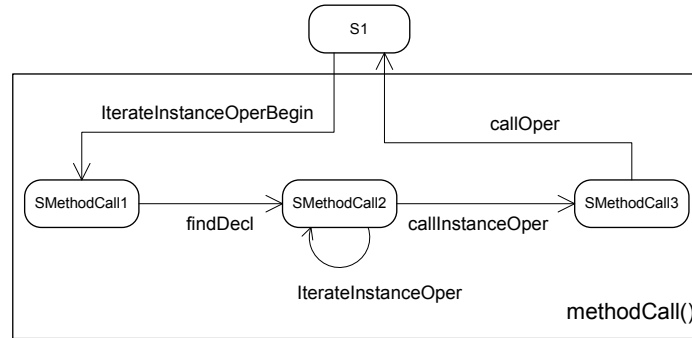 S1
IterateInstanceOperBegin
callOper
SMethodCall1
SMethodCall2
SMethodCall3
findDecl
callInstanceOper
IterateInstanceOper
methodCall()